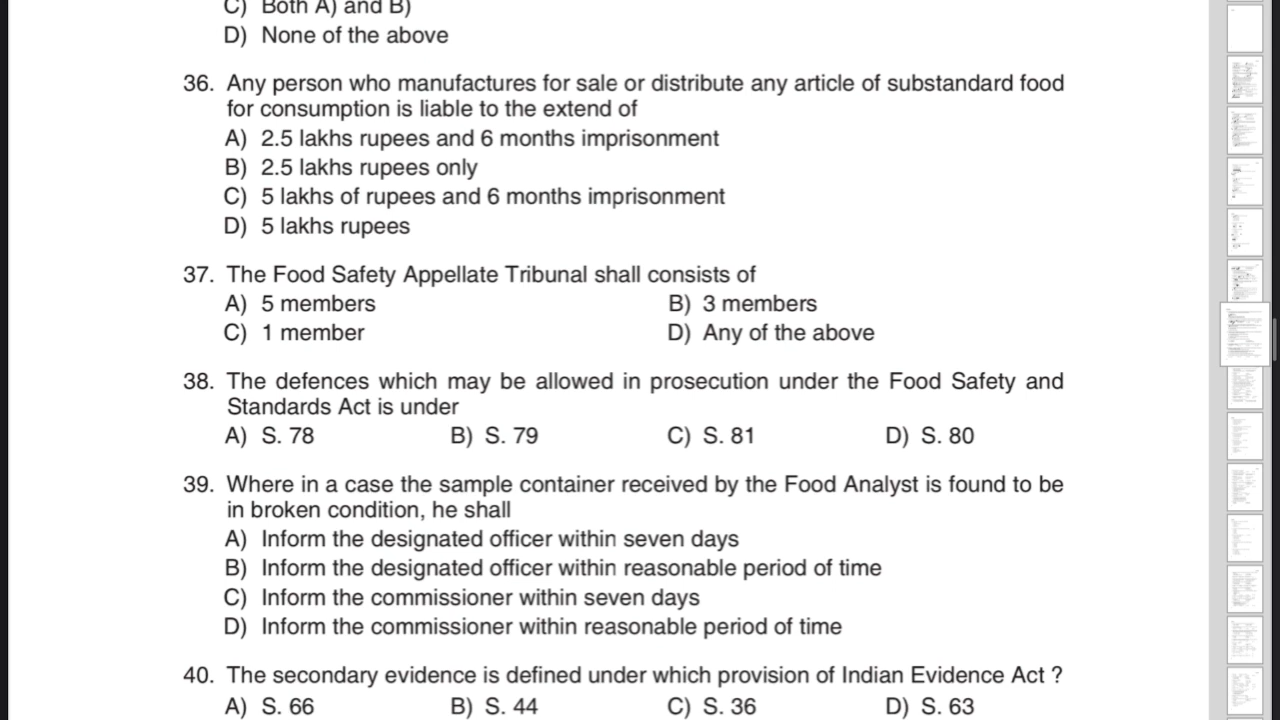 C) Both A) and B)
D) None of the above
36. Any person who manufactures for sale or distribute any article of substandard food
for consumption is liable to the extend of
A) 2.5 lakhs rupees and 6 months imprisonment
B) 2.5 lakhs rupees only
C) 5 lakhs of rupees and 6 months imprisonment
D) 5 lakhs rupees
37. The Food Safety Appellate Tribunal shall consists of
A) 5 members B) 3 members
C) 1 member D) Any of the above
38. The defences which may be allowed in prosecution under the Food Safety and
Standards Act is under
A) S. 78 B) S. 79 C) S. 81 D) S. 80
39. Where in a case the sample container received by the Food Analyst is found to be
in broken condition, he shall
A) Inform the designated officer within seven days
B) Inform the designated officer within reasonable period of time
C) Inform the commissioner within seven days
D) Inform the commissioner within reasonable period of time
40. The secondary evidence is defined under which provision of Indian Evidence Act ?
A) S. 66 B) S. 44 C) S. 36 D) S. 63